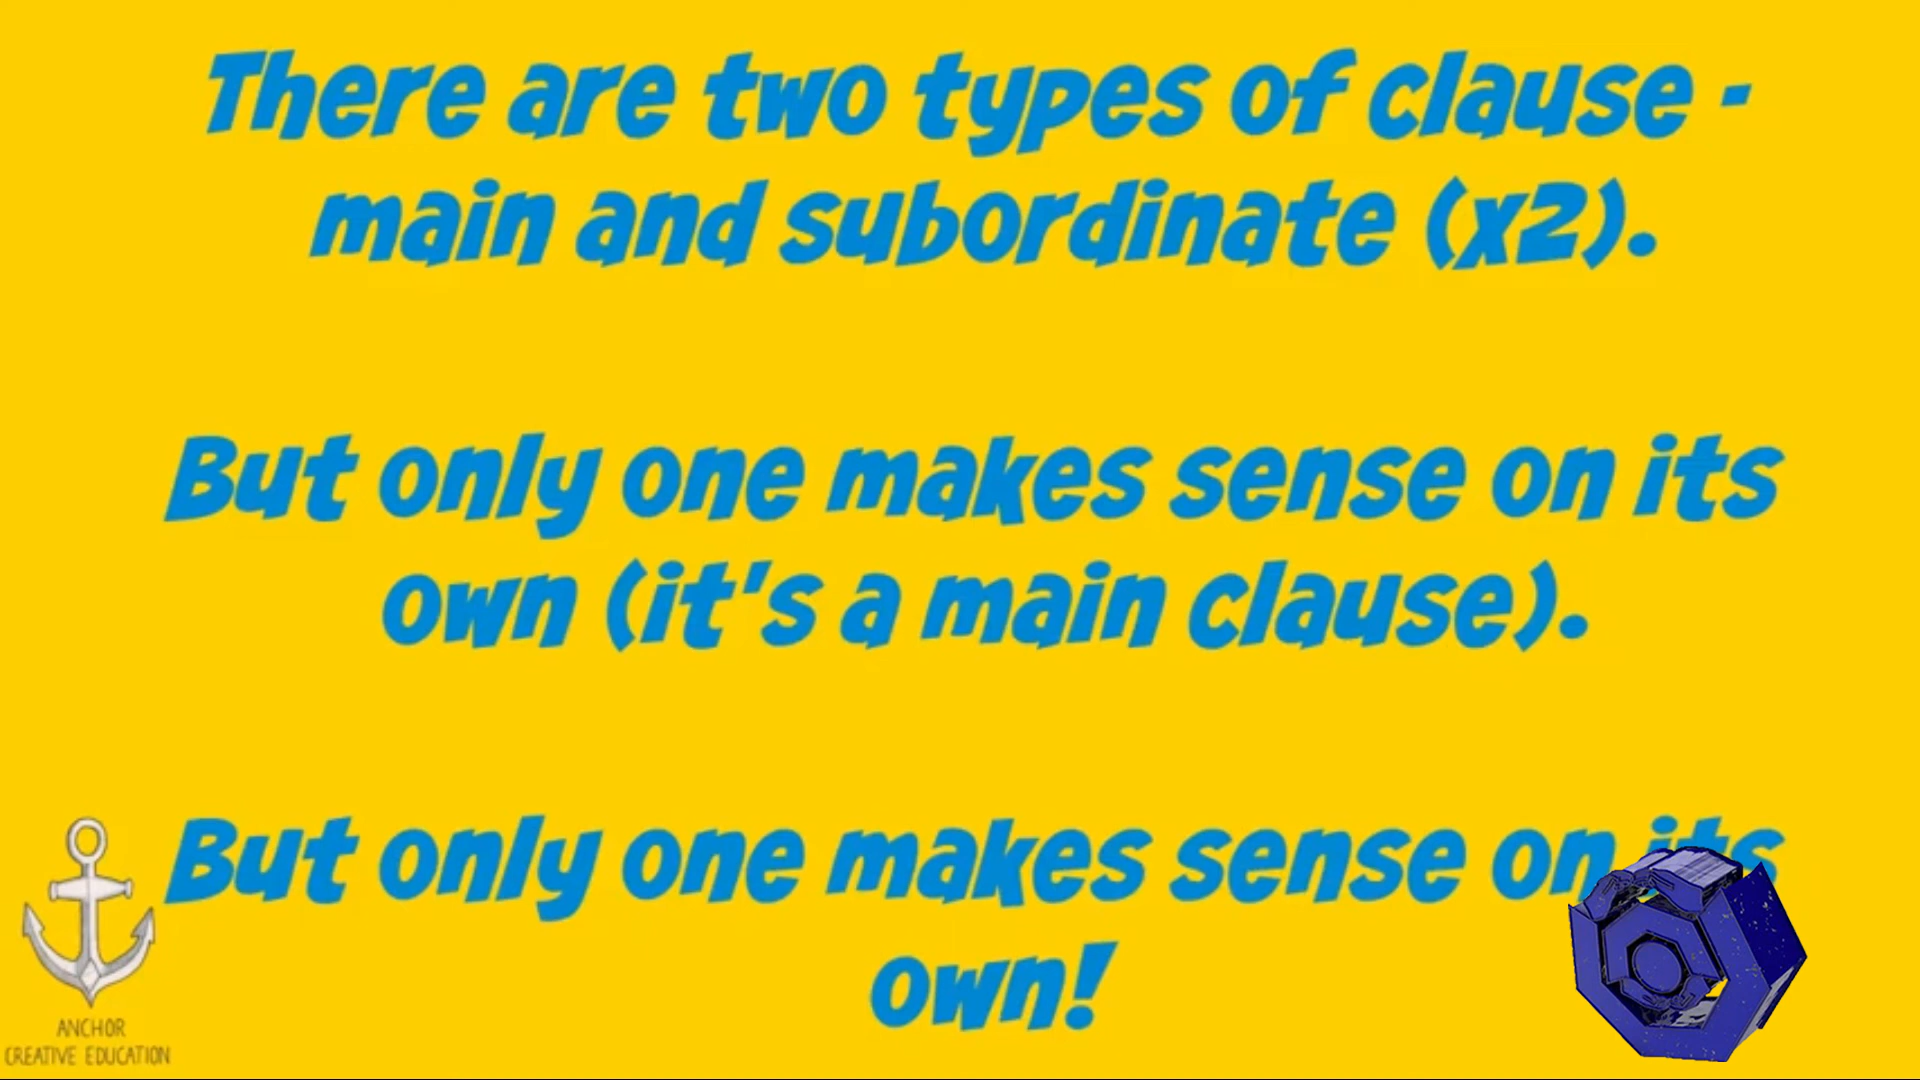 There are two types of clause -
main and subordinate (x2).
But only one makes sense on its
own (it's a main clause).
But only one makes sense on its
own!
ANCHOR
CREATIVE EDUCATION